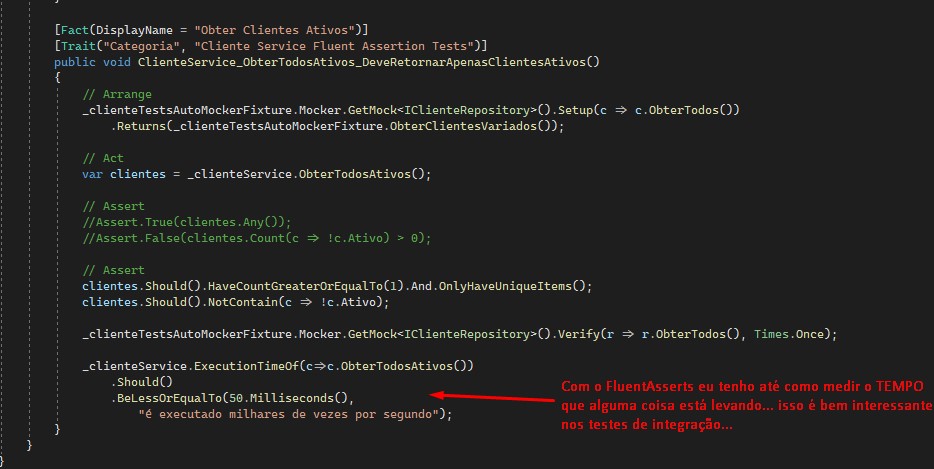 }
[Fact(DisplayName = "Obter Clientes Ativos")]
[Trait("Categoria", "Cliente Service Fluent Assertion Tests")]
public void ClienteService_ObterTodosAtivos_DeveRetornarApenasClientesAtivos()
{
// Arrange
_clienteTestsAutoMockerFixture.Mocker.GetMock<IClienteRepository>().Setup(c => c.ObterTodos())
.Returns(_clienteTestsAutoMockerFixture.ObterClientesVariados());
// Act
var clientes = _clienteService.ObterTodosAtivos();
// Assert
//Assert.True(clientes.Any());
//Assert.False(clientes.Count(c => !c.Ativo) > 0);
// Assert
clientes.Should().HaveCountGreaterOrEqualTo(1).And.OnlyHaveUniqueItems();
clientes.Should().NotContain(c => !c.Ativo);
_clienteTestsAutoMockerFixture.Mocker.GetMock<IClienteRepository>().Verify(r => r.ObterTodos(), Times.Once);
_clienteService.ExecutionTimeOf(c=>c.ObterTodosAtivos())
.Should()
.BeLessOrEqualTo(50.Milliseconds(),
"é executado milhares de vezes por segundo");
}
}
}
Com o FluentAsserts eu tenho até como medir o TEMPO
que alguma coisa está levando... isso é bem interessante
nos testes de integração...